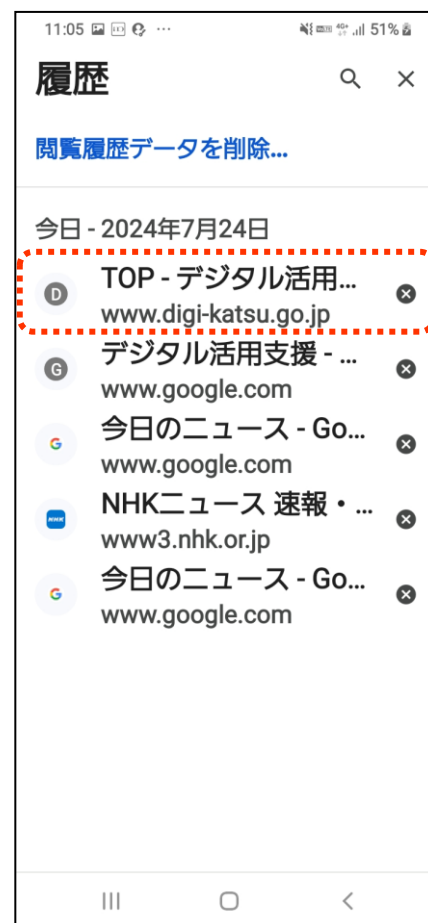 11:05
51%
履歴
閲覧履歴データを削除...
今日 - 2024年7月24日
D
TOP - デジタル活用...
www.digi-katsu.go.jp
G
デジタル活用支援 - ...
www.google.com
G
今日のニュース - Go...
www.google.com
NHK
NHKニュース 速報・...
www3.nhk.or.jp
G
今日のニュース - Go...
www.google.com